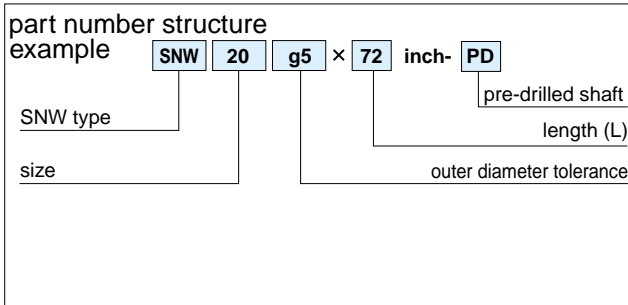 part number structure
example
SNW 20 g5 × 72 inch- PD
pre-drilled shaft
SNW type
length (L)
size
outer diameter tolerance